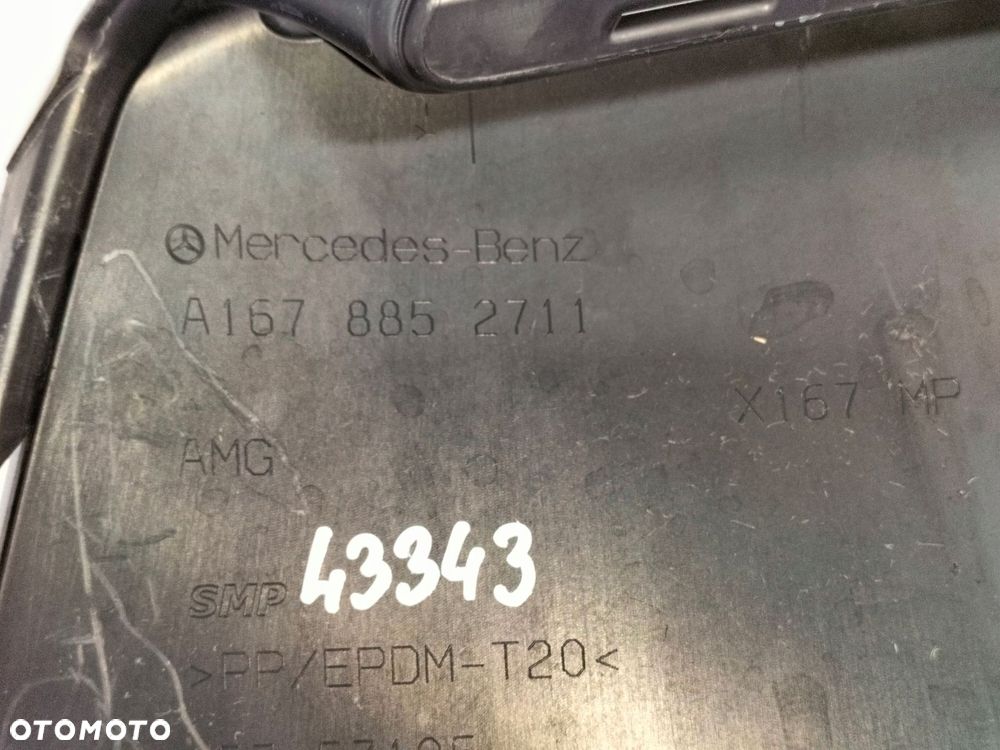 Mercedes-Benz
A167 885 2711
X167 MP
AMG
43343
SMP
>PP/EPDM-T20<
OTOMOTO